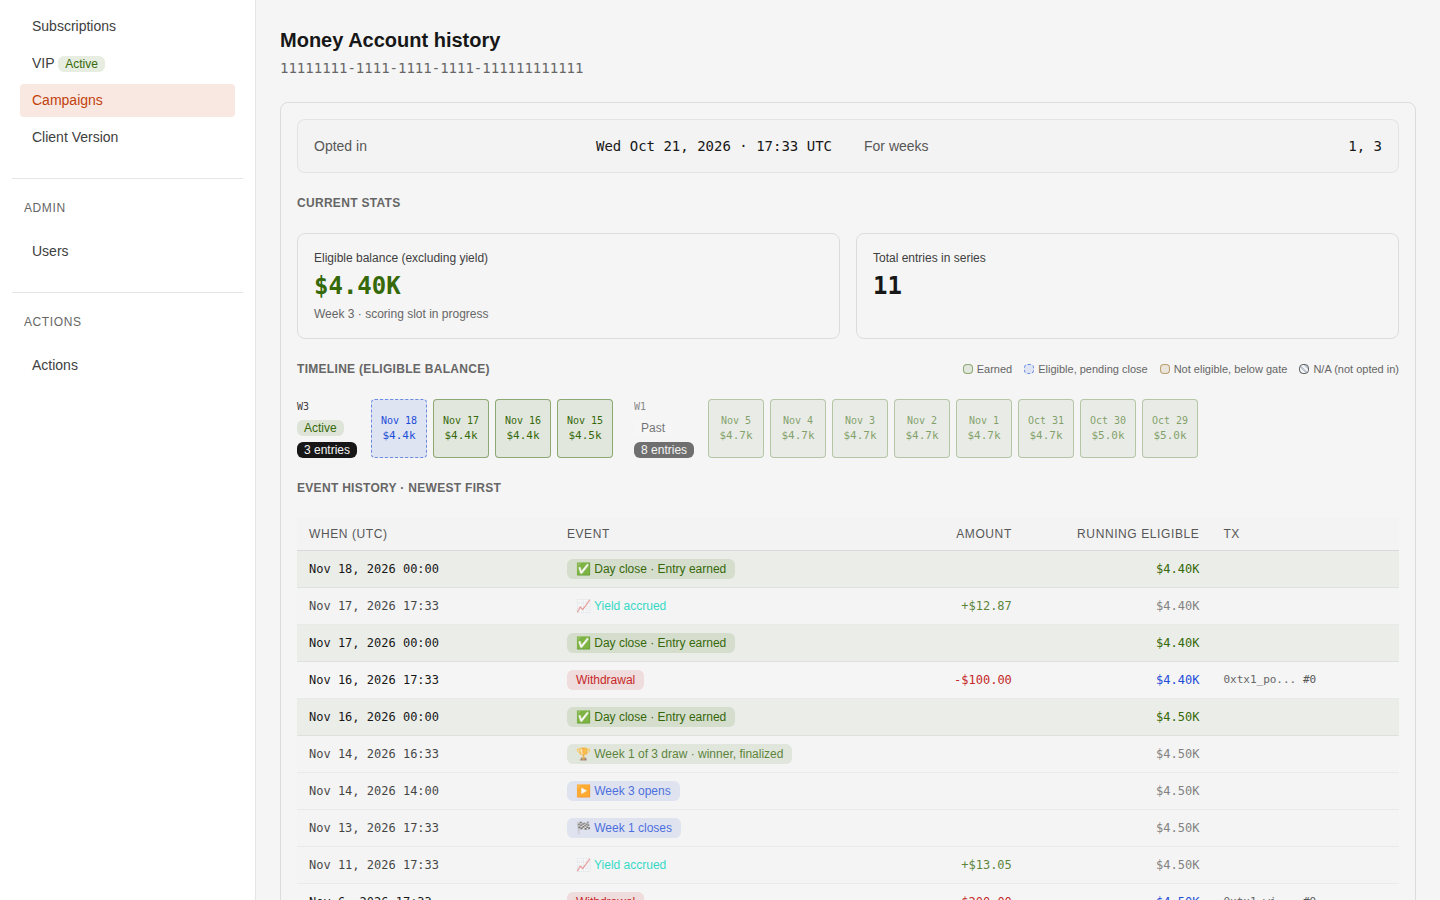 Subscriptions
VIP Active
Campaigns
Client Version
ADMIN
Users
ACTIONS
Actions
Money Account history
11111111-1111-1111-1111-111111111111
Opted in Wed Oct 21, 2026 · 17:33 UTC For weeks 1, 3
CURRENT STATS
Eligible balance (excluding yield)
$4.40K
Week 3 · scoring slot in progress
Total entries in series
11
TIMELINE (ELIGIBLE BALANCE)
Earned Eligible, pending close Not eligible, below gate N/A (not opted in)
W3
Active
3 entries
Nov 18 $4.4k
Nov 17 $4.4k
Nov 16 $4.4k
Nov 15 $4.5k
W1
Past
8 entries
Nov 5 $4.7k
Nov 4 $4.7k
Nov 3 $4.7k
Nov 2 $4.7k
Nov 1 $4.7k
Oct 31 $4.7k
Oct 30 $5.0k
Oct 29 $5.0k
EVENT HISTORY · NEWEST FIRST
WHEN (UTC) EVENT AMOUNT RUNNING ELIGIBLE TX
Nov 18, 2026 00:00 ✅ Day close · Entry earned $4.40K
Nov 17, 2026 17:33 📈 Yield accrued +$12.87 $4.40K
Nov 17, 2026 00:00 ✅ Day close · Entry earned $4.40K
Nov 16, 2026 17:33 Withdrawal -$100.00 $4.40K 0xtx1_po... #0
Nov 16, 2026 00:00 ✅ Day close · Entry earned $4.50K
Nov 14, 2026 16:33 🏆 Week 1 of 3 draw · winner, finalized $4.50K
Nov 14, 2026 14:00 ▶️ Week 3 opens $4.50K
Nov 13, 2026 17:33 🏁 Week 1 closes $4.50K
Nov 11, 2026 17:33 📈 Yield accrued +$13.05 $4.50K